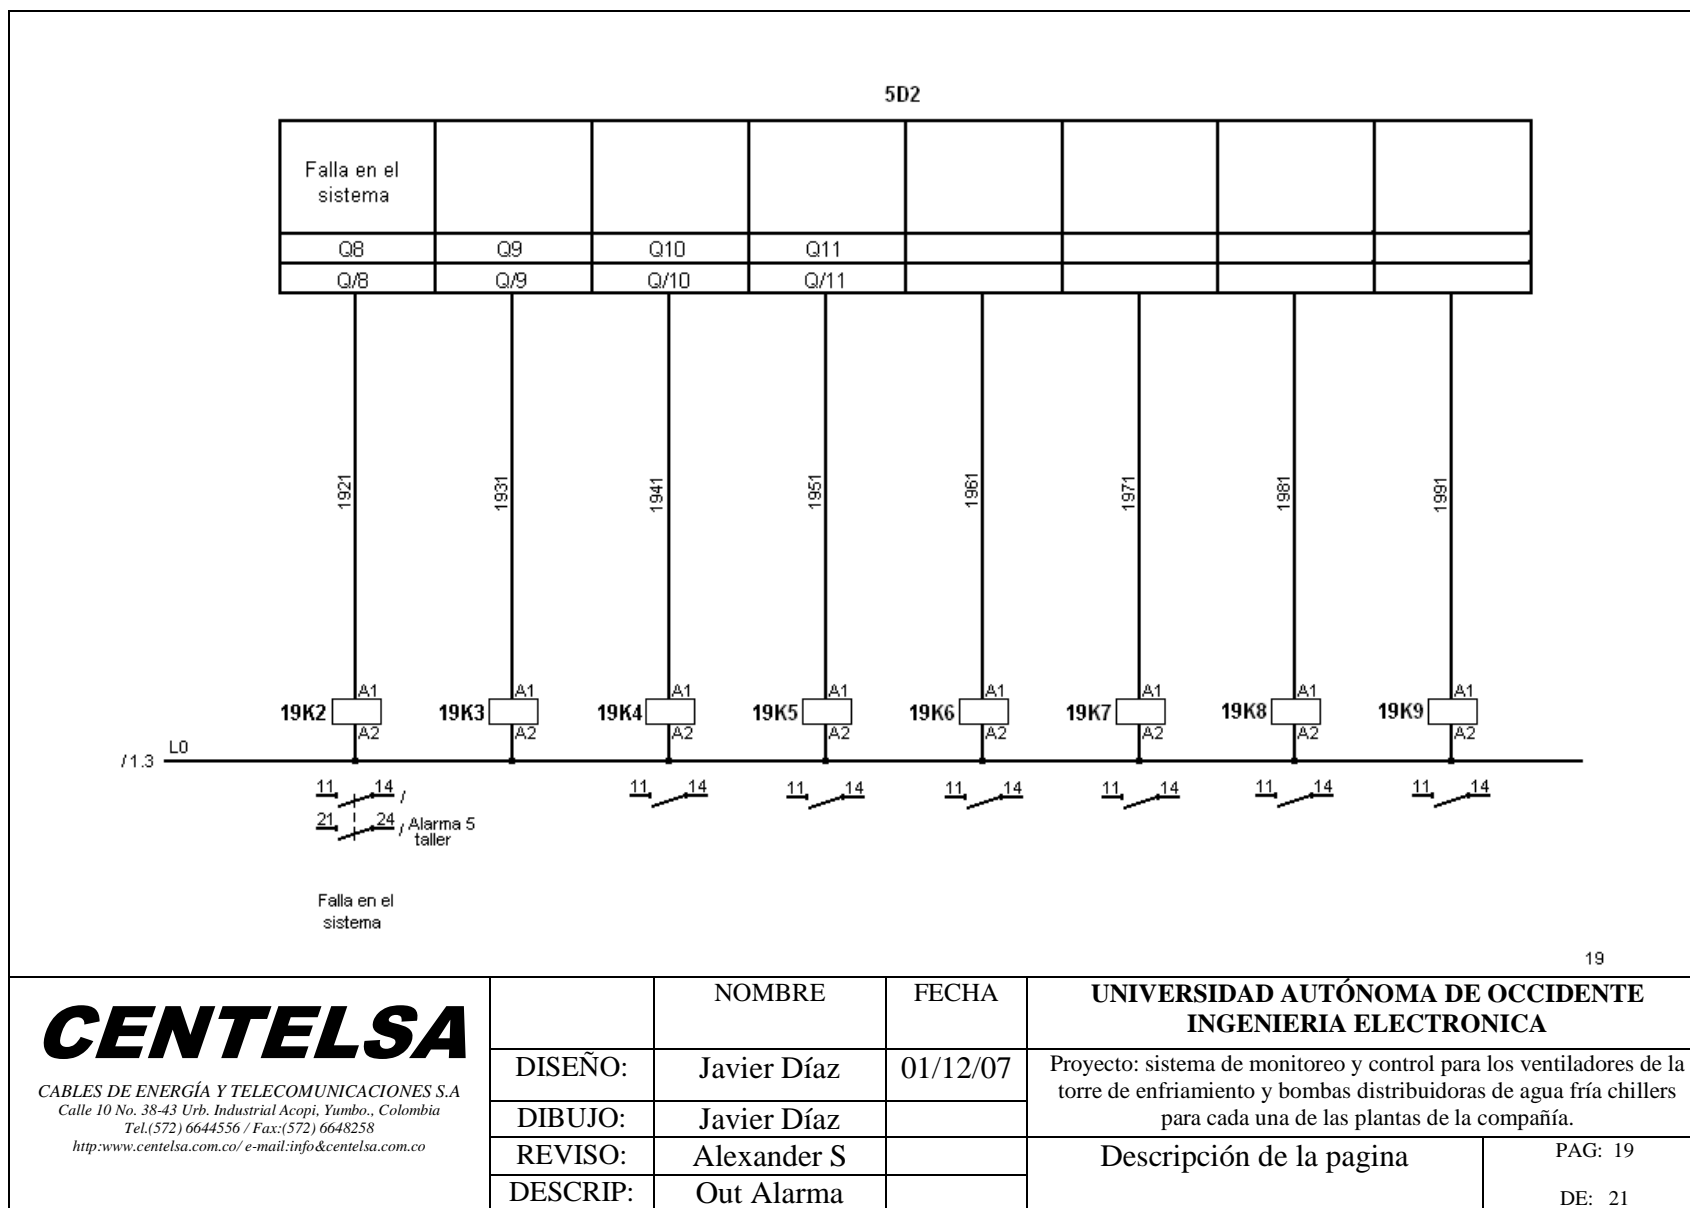 5D2
Falla en el
sistema
Q8 Q9 Q10 Q11
Q/8 Q/9 Q/10 Q/11
1921 1931 1941 1951 1961 1971 1981 1991
A1 A1 A1 A1 A1 A1 A1 A1
19K2 19K3 19K4 19K5 19K6 19K7 19K8 19K9
A2 A2 A2 A2 A2 A2 A2 A2
/1.3 L0
11 14 / 11 14 11 14 11 14 11 14 11 14 11 14
21 24 / Alarma 5
taller
Falla en el
sistema
19
CENTELSA
CABLES DE ENERGÍA Y TELECOMUNICACIONES S.A
Calle 10 No. 38-43 Urb. Industrial Acopi, Yumbo., Colombia
Tel.(572) 6644556 / Fax:(572) 6648258
http:www.centelsa.com.co/ e-mail:info&centelsa.com.co
NOMBRE FECHA
DISEÑO: Javier Díaz 01/12/07
DIBUJO: Javier Díaz
REVISO: Alexander S
DESCRIP: Out Alarma
UNIVERSIDAD AUTÓNOMA DE OCCIDENTE
INGENIERIA ELECTRONICA
Proyecto: sistema de monitoreo y control para los ventiladores de la
torre de enfriamiento y bombas distribuidoras de agua fría chillers
para cada una de las plantas de la compañía.
Descripción de la pagina
PAG: 19
DE: 21